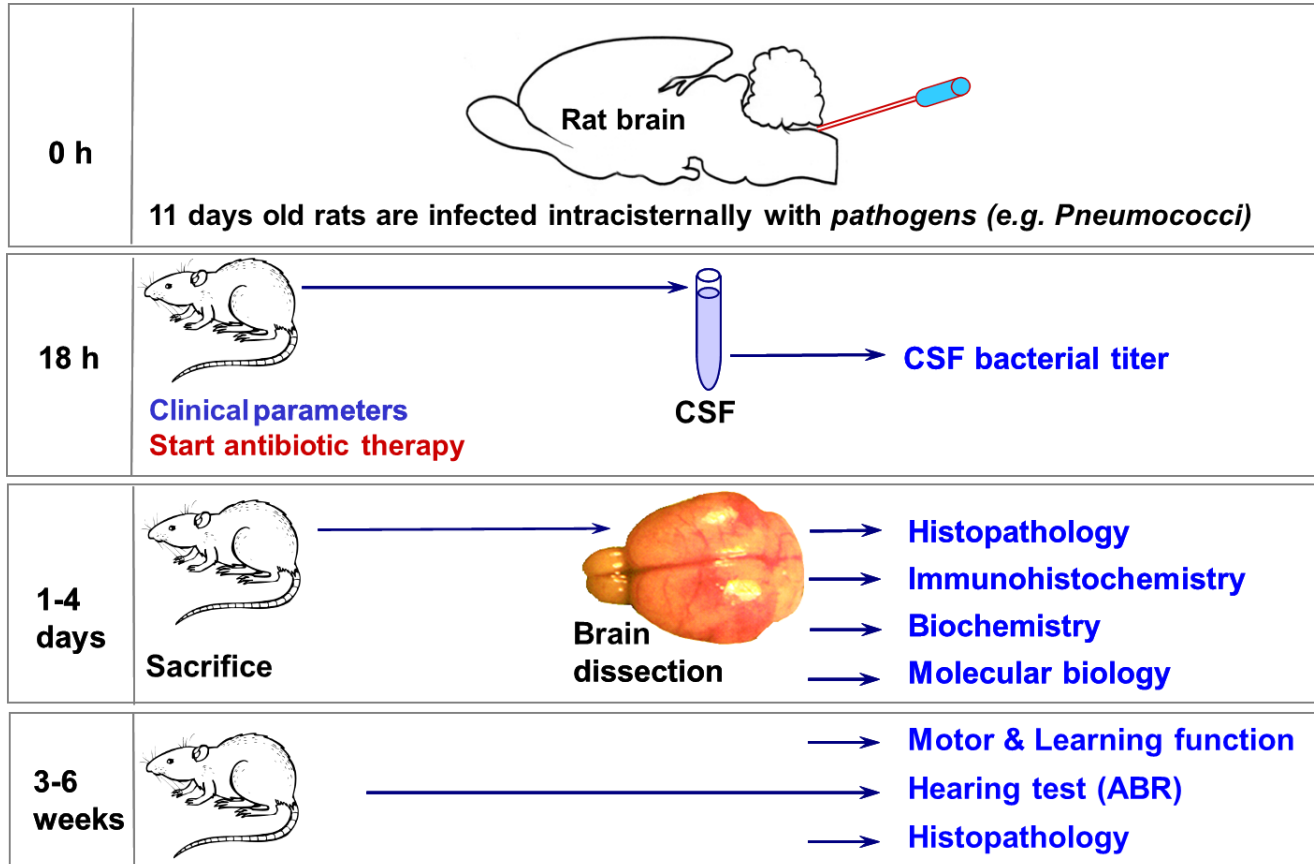 Rat brain
0 h
11 days old rats are infected intracisternally with pathogens (e.g. Pneumococci)
18 h
CSF bacterial titer
CSF
Clinical parameters
Start antibiotic therapy
1-4
days
Histopathology
Immunohistochemistry
Biochemistry
Molecular biology
Brain
dissection
Sacrifice
3-6
weeks
Motor & Learning function
Hearing test (ABR)
Histopathology